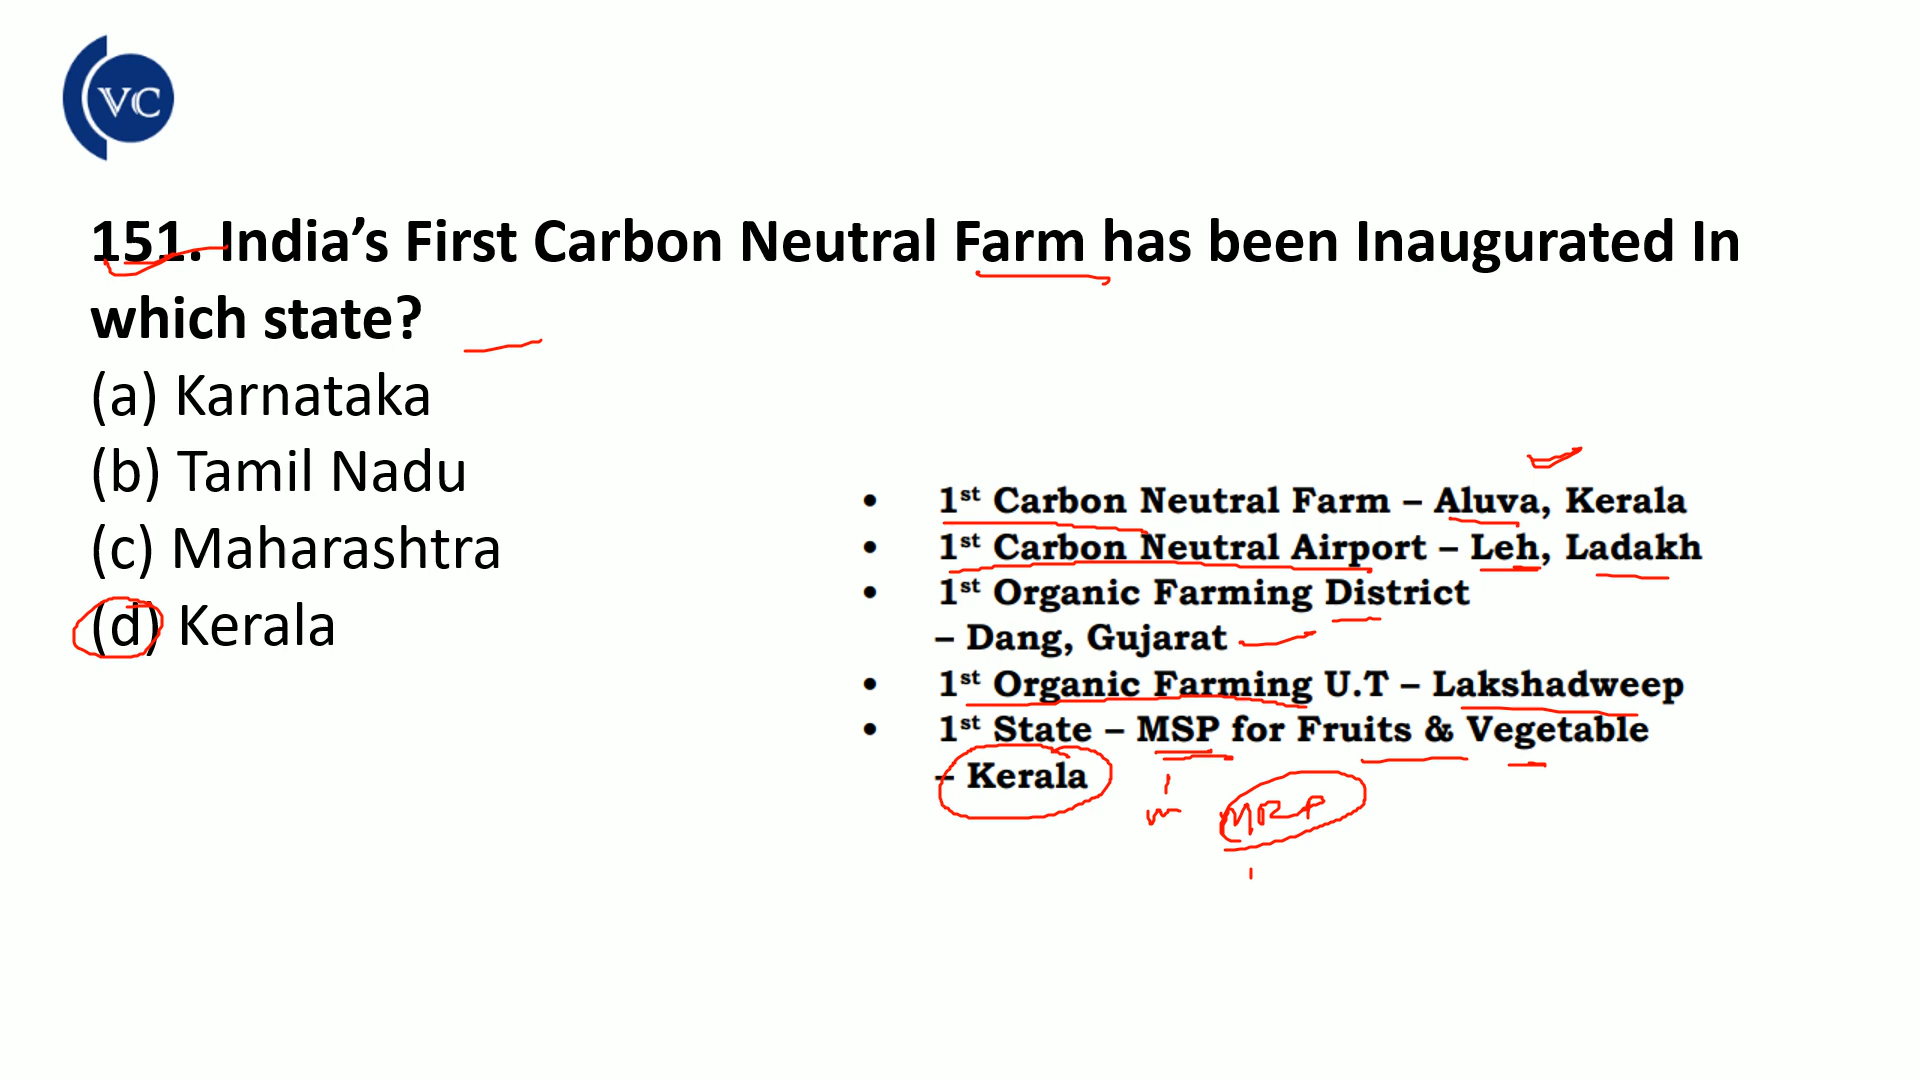 VC
151. India’s First Carbon Neutral Farm has been Inaugurated In
which state?
(a) Karnataka
(b) Tamil Nadu
(c) Maharashtra
(d) Kerala
• 1st Carbon Neutral Farm – Aluva, Kerala
• 1st Carbon Neutral Airport – Leh, Ladakh
• 1st Organic Farming District
– Dang, Gujarat
• 1st Organic Farming U.T – Lakshadweep
• 1st State – MSP for Fruits & Vegetable
– Kerala
MRP